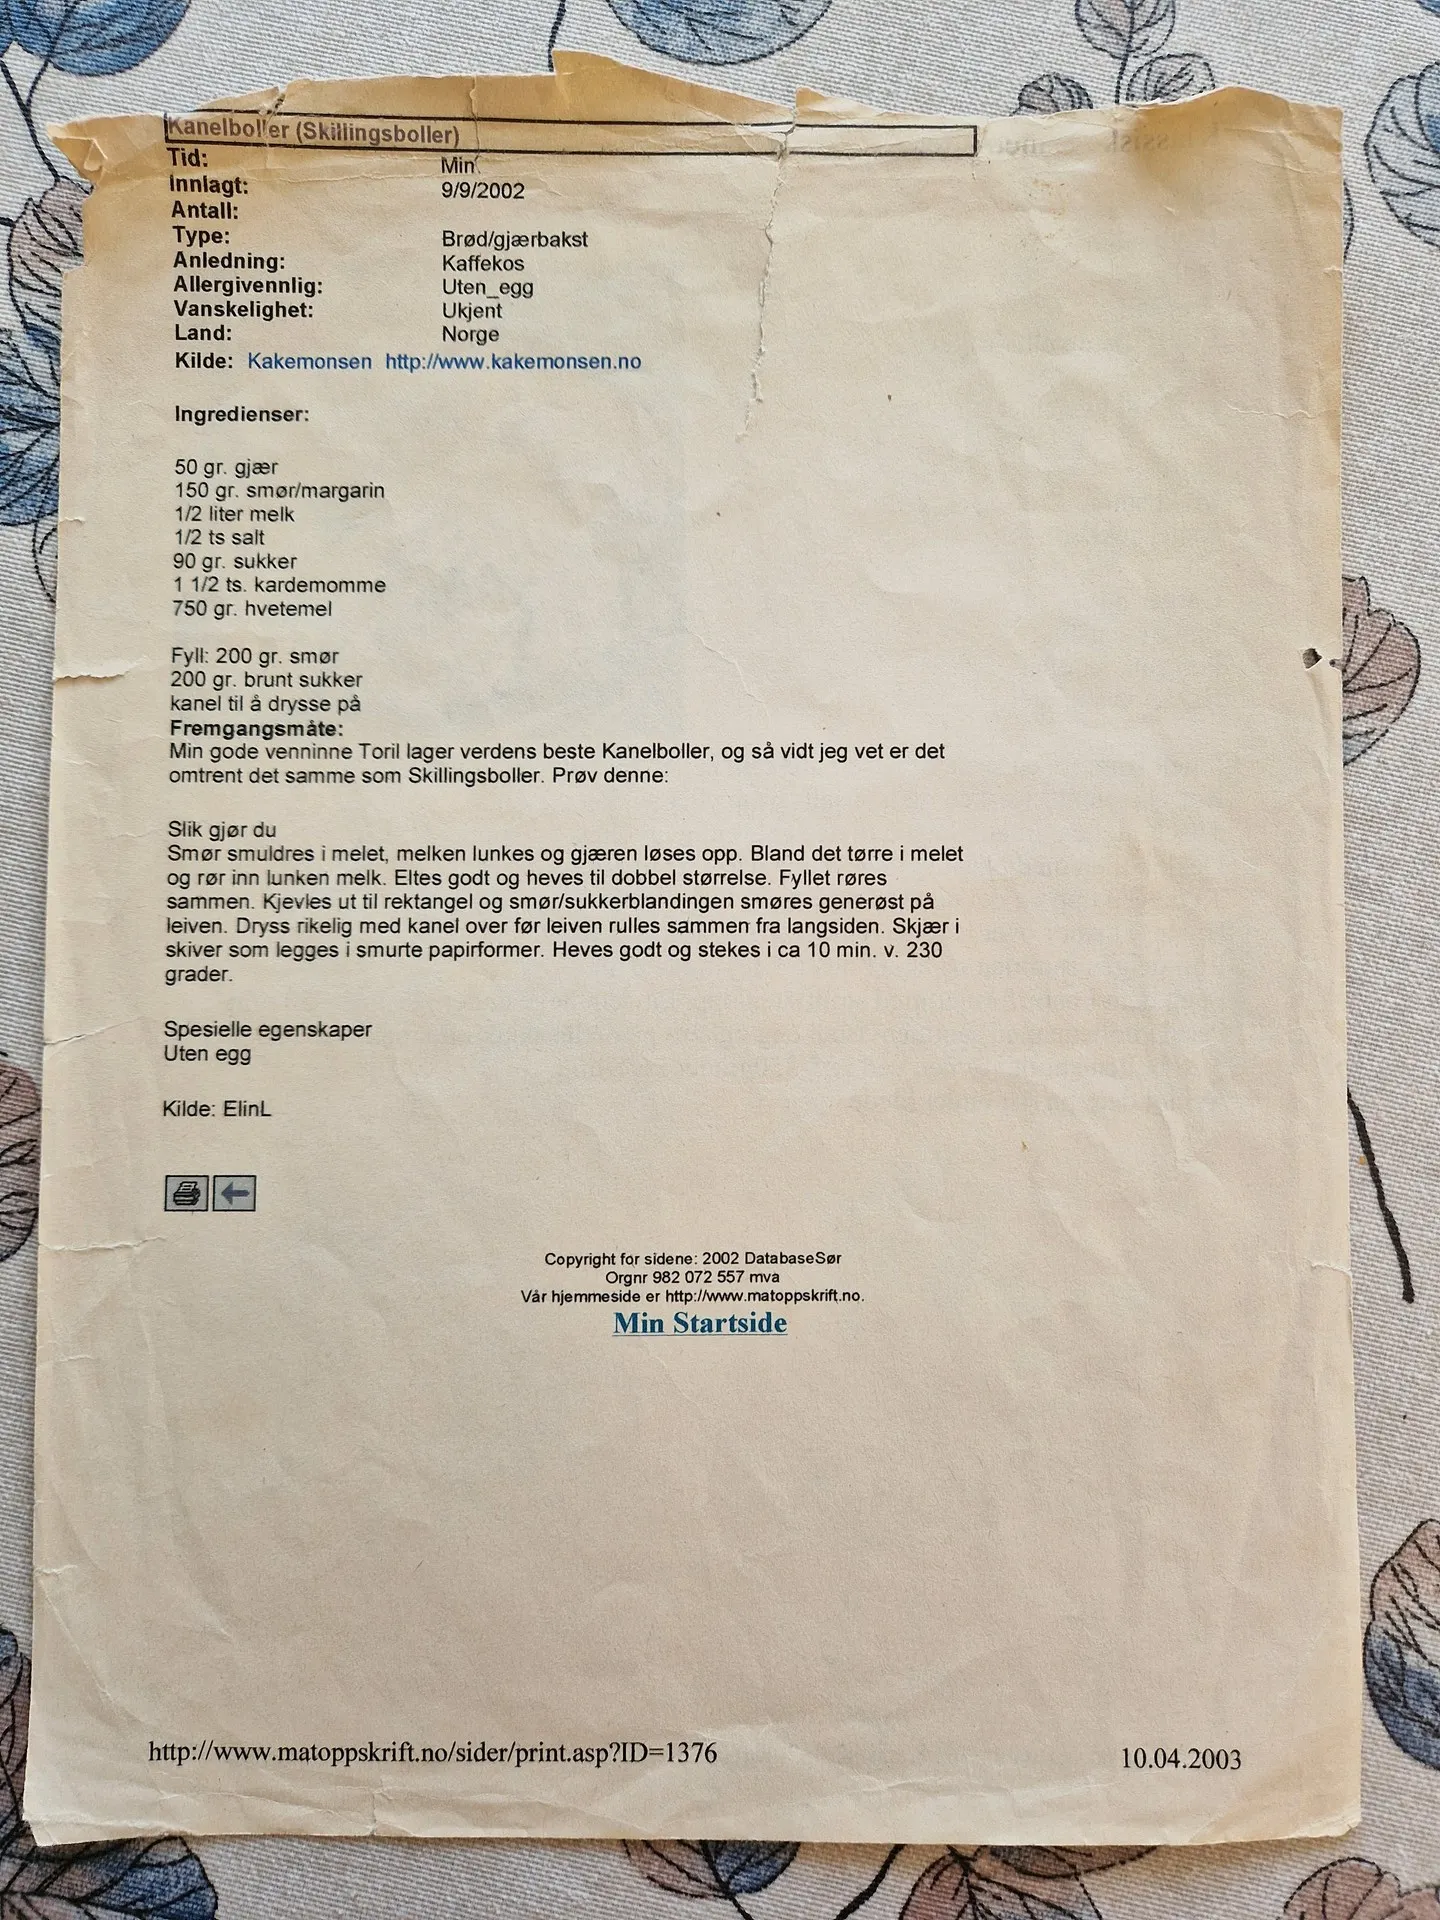 Kanelboller (Skillingsboller)
Tid: Min
Innlagt: 9/9/2002
Antall:
Type: Brød/gjærbakst
Anledning: Kaffekos
Allergivennlig: Uten_egg
Vanskelighet: Ukjent
Land: Norge
Kilde: Kakemonsen http://www.kakemonsen.no
Ingredienser:
50 gr. gjær
150 gr. smør/margarin
1/2 liter melk
1/2 ts salt
90 gr. sukker
1 1/2 ts. kardemomme
750 gr. hvetemel
Fyll: 200 gr. smør
200 gr. brunt sukker
kanel til å drysse på
Fremgangsmåte:
Min gode venninne Toril lager verdens beste Kanelboller, og så vidt jeg vet er det
omtrent det samme som Skillingsboller. Prøv denne:
Slik gjør du
Smør smuldres i melet, melken lunkes og gjæren løses opp. Bland det tørre i melet
og rør inn lunken melk. Eltes godt og heves til dobbel størrelse. Fyllet røres
sammen. Kjevles ut til rektangel og smør/sukkerblandingen smøres generøst på
leiven. Dryss rikelig med kanel over før leiven rulles sammen fra langsiden. Skjær i
skiver som legges i smurte papirformer. Heves godt og stekes i ca 10 min. v. 230
grader.
Spesielle egenskaper
Uten egg
Kilde: ElinL
Copyright for sidene: 2002 DatabaseSør
Orgnr 982 072 557 mva
Vår hjemmeside er http://www.matoppskrift.no.
Min Startside
http://www.matoppskrift.no/sider/print.asp?ID=1376 10.04.2003